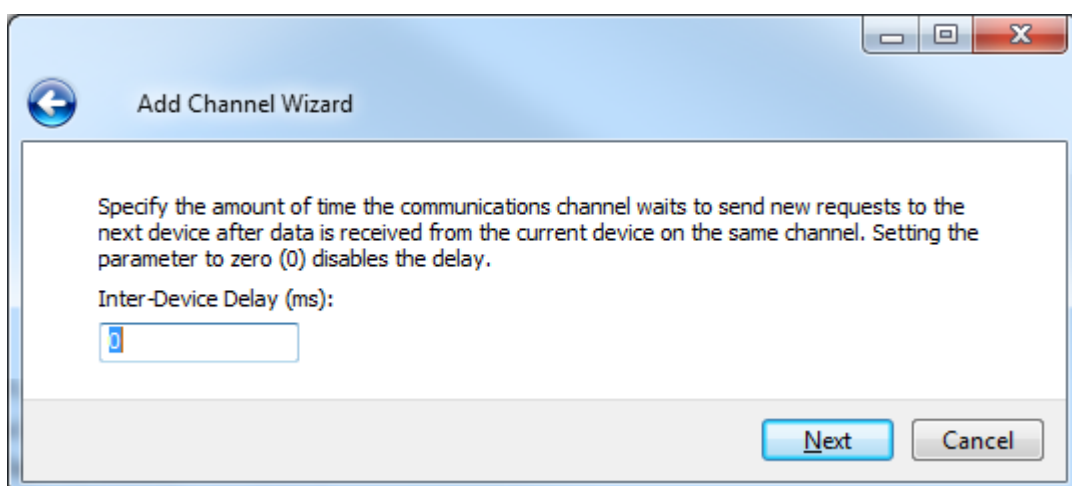 Add Channel Wizard
Specify the amount of time the communications channel waits to send new requests to the
next device after data is received from the current device on the same channel. Setting the
parameter to zero (0) disables the delay.
Inter-Device Delay (ms):
0
Next Cancel